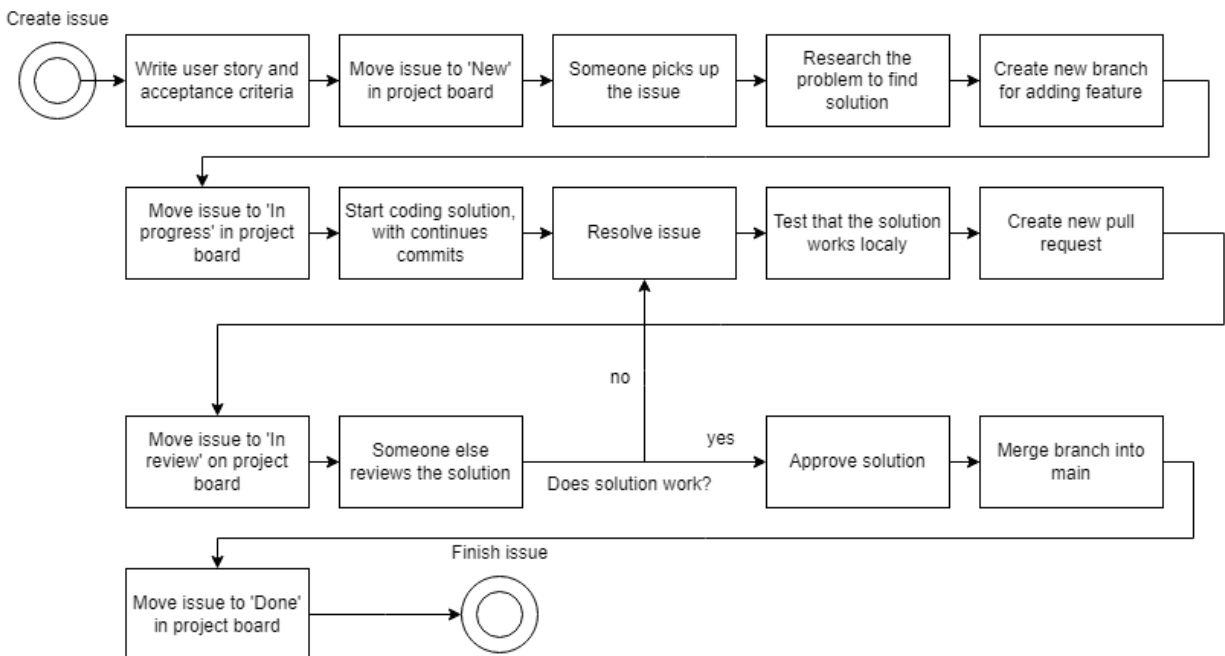 Create issue
Write user story and
acceptance criteria
Move issue to 'New'
in project board
Someone picks up
the issue
Research the
problem to find
solution
Create new branch
for adding feature
Move issue to 'In
progress' in project
board
Start coding solution,
with continues
commits
Resolve issue
Test that the solution
works localy
Create new pull
request
no
Move issue to 'In
review' on project
board
Someone else
reviews the solution
yes
Does solution work?
Approve solution
Merge branch into
main
Finish issue
Move issue to 'Done'
in project board